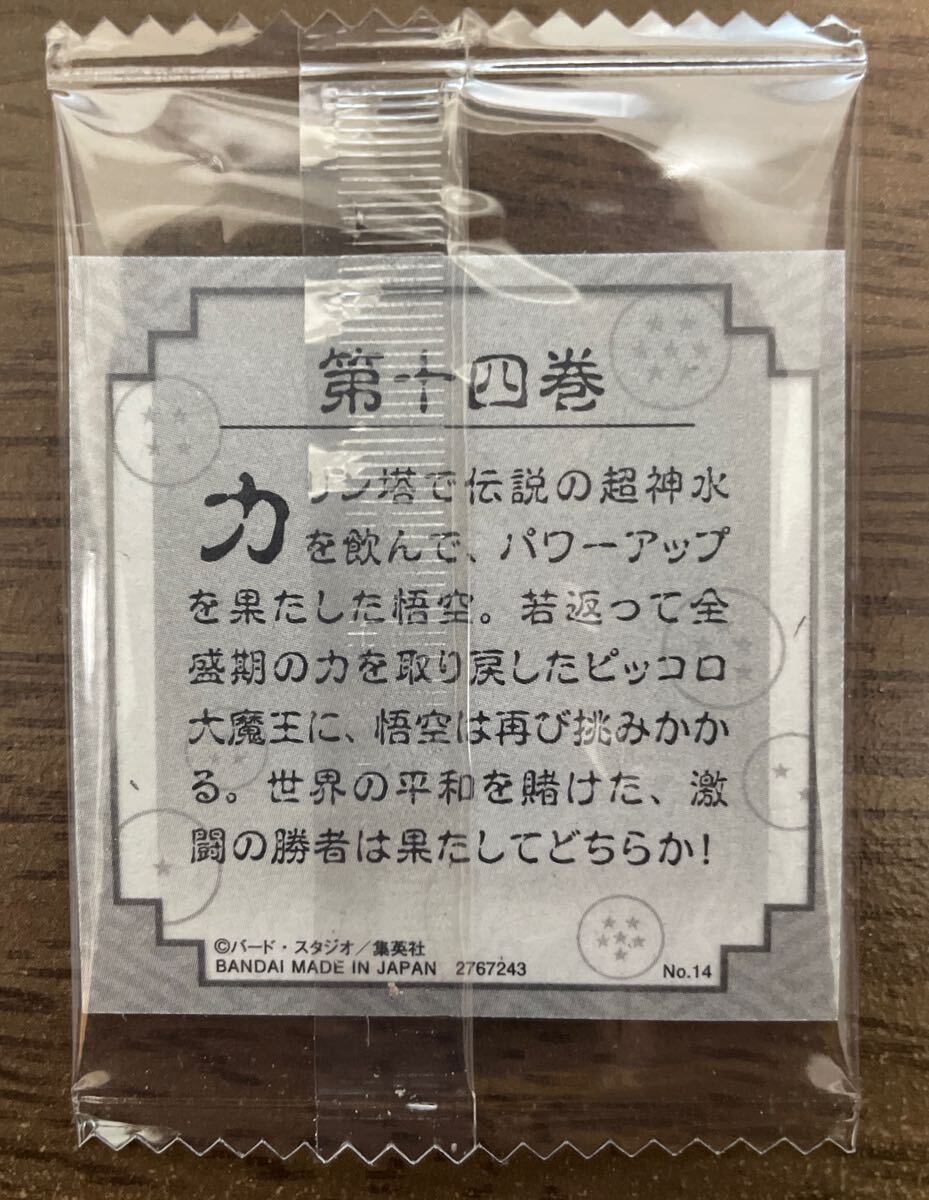 第十四巻
カリン塔で伝説の超神水
を飲んで、パワーアップ
を果たした悟空。若返って全
盛期の力を取り戻したピッコロ
大魔王に、悟空は再び挑みかか
る。世界の平和を賭けた、激
闘の勝者は果たしてどちらか!
©バード・スタジオ/集英社
BANDAI MADE IN JAPAN 2767243
No.14